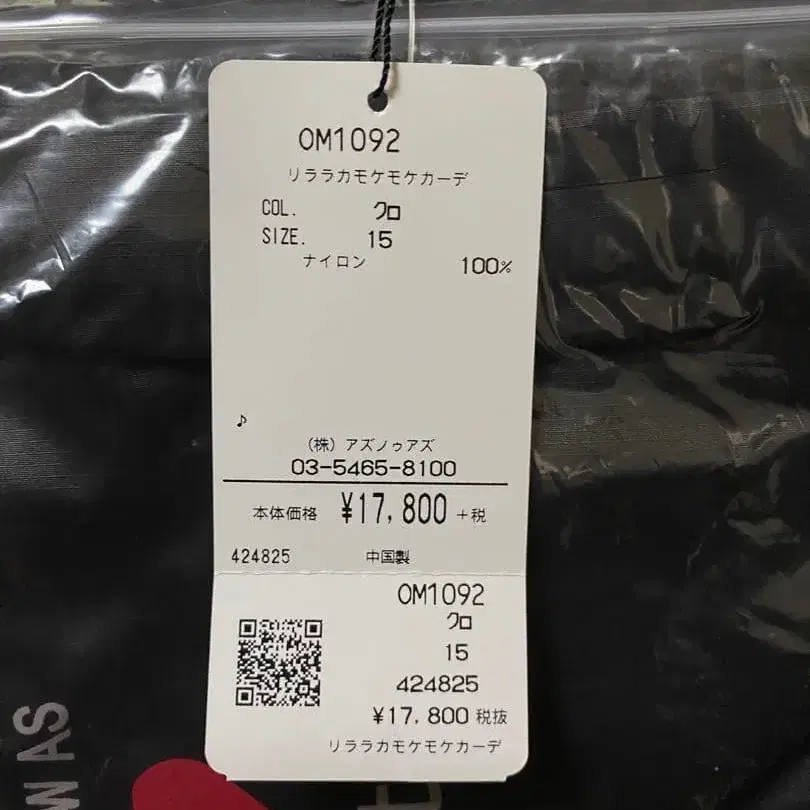 OM1092
リララカモケモケカーデ
COL. クロ
SIZE. 15
ナイロン 100%
♪
(株) アズノゥアズ
03-5465-8100
本体価格 ¥17,800 +税
424825 中国製
OM1092
クロ
15
424825
¥17,800 税抜
リララカモケモケカーデ
W AS